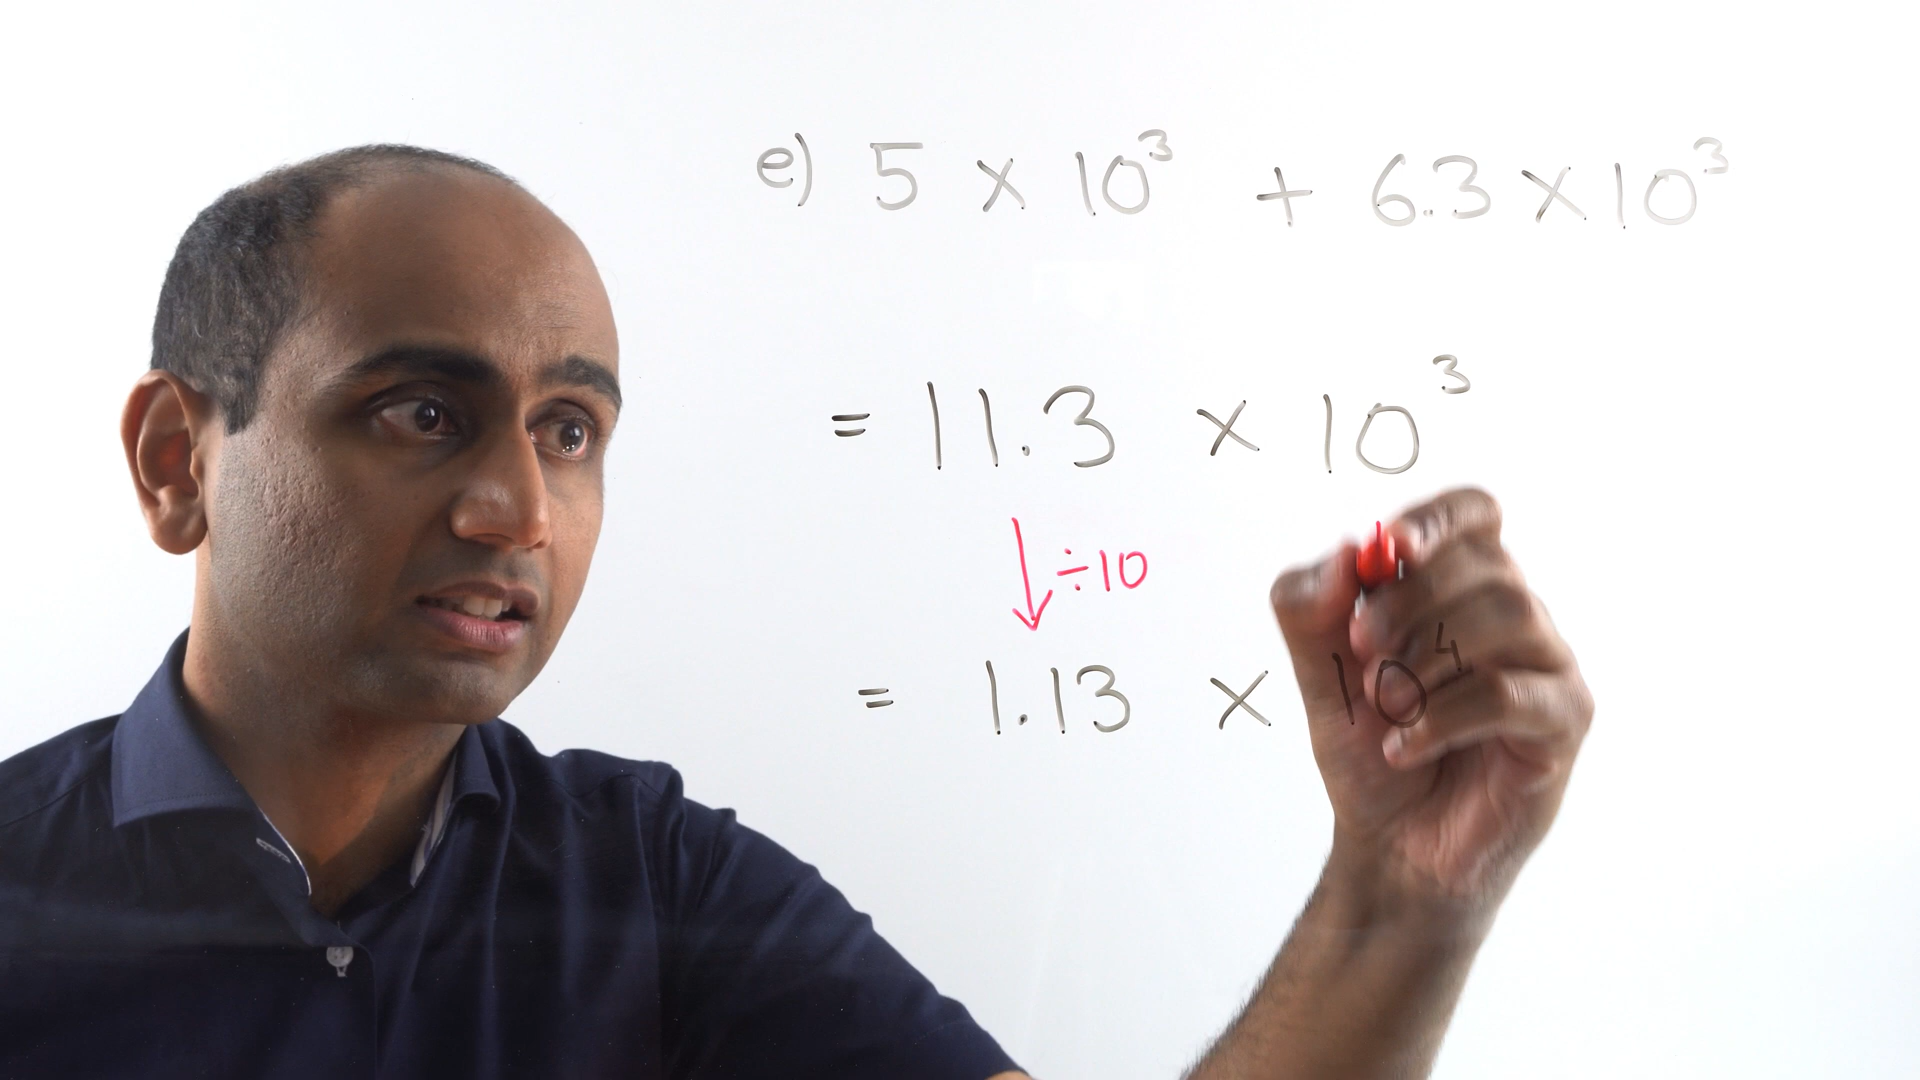 e) 5 × 10³ + 6.3 × 10³
= 11.3 × 10³
÷10
= 1.13 × 10⁴